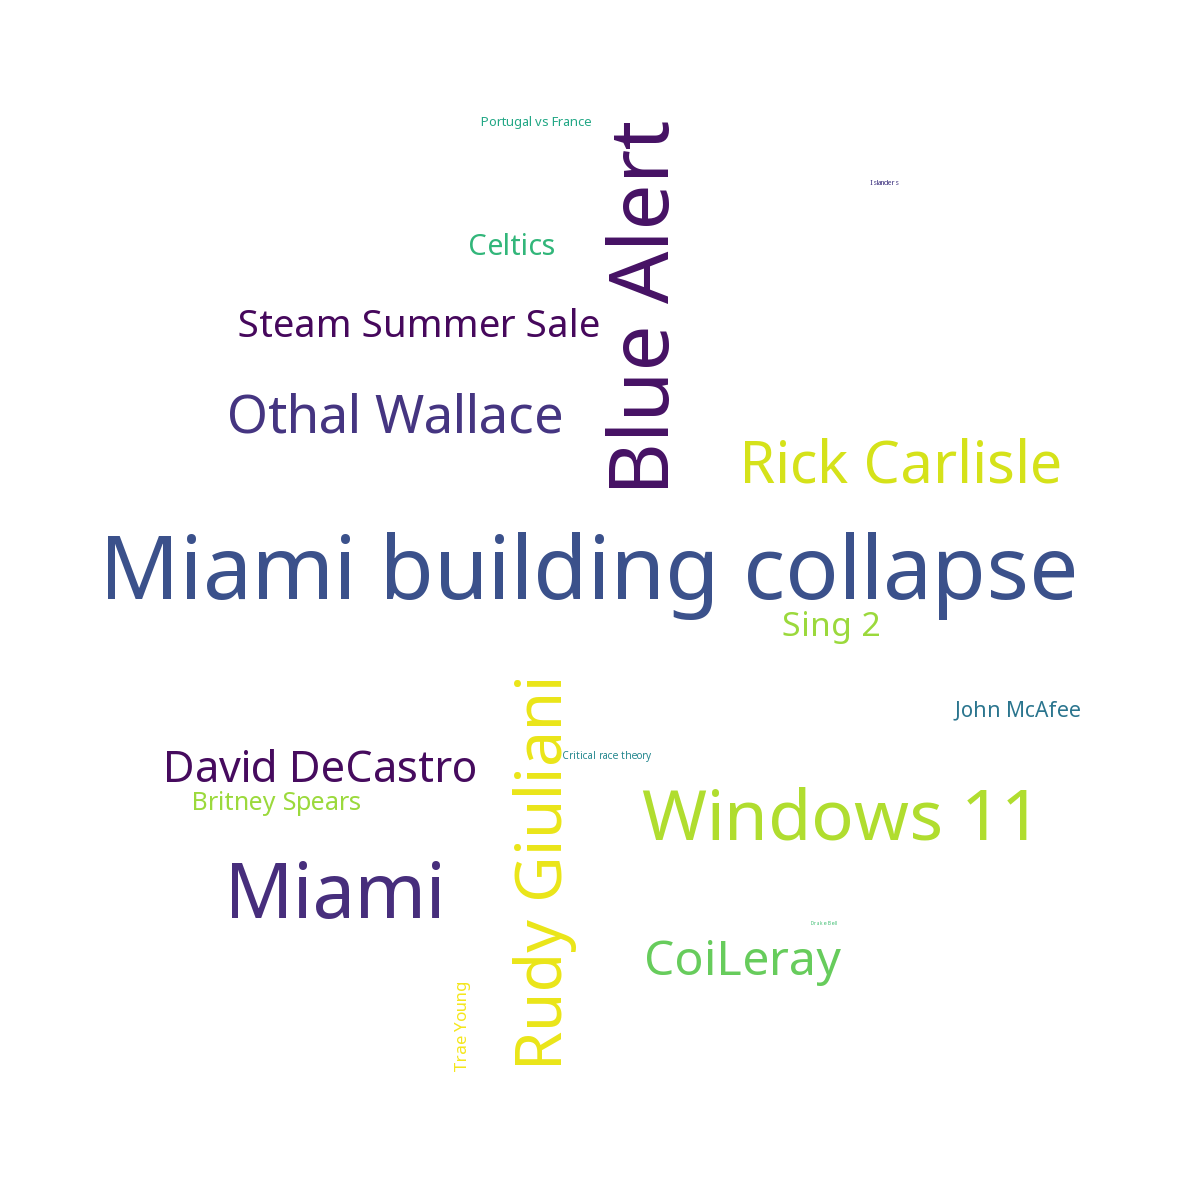 Portugal vs France
Blue Alert
Islanders
Celtics
Steam Summer Sale
Othal Wallace
Rick Carlisle
Miami building collapse
Sing 2
Rudy Giuliani
John McAfee
David DeCastro
Critical race theory
Britney Spears
Windows 11
Miami
Drake Bell
CoiLeray
Trae Young